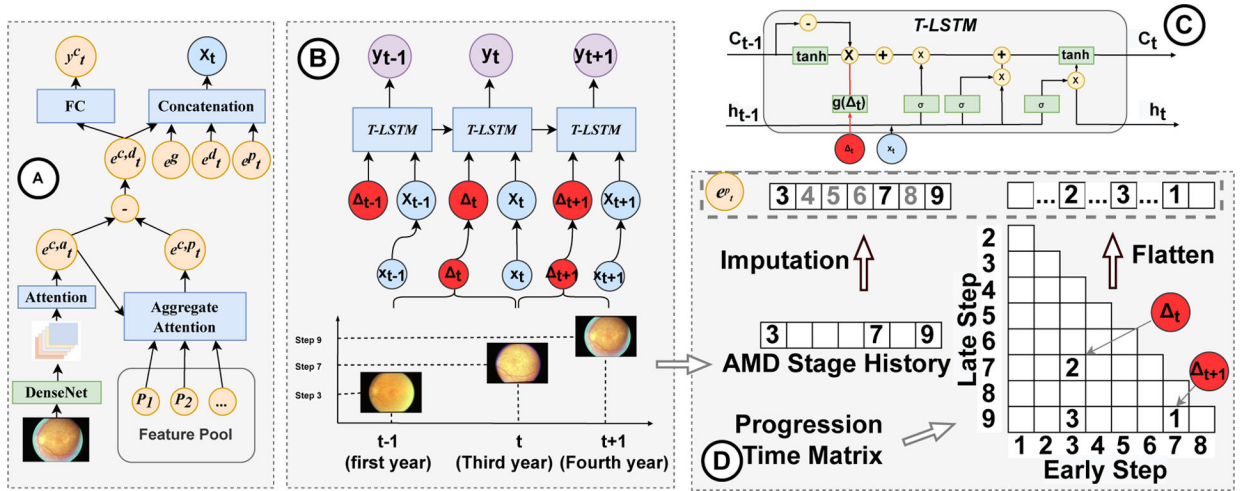 A
y^c_t
X_t
FC
Concatenation
e^{c,d}_t
e^g
e^d_t
e^p_t
-
e^{c,a}_t
e^{c,p}_t
Attention
Aggregate
Attention
DenseNet
P_1
P_2
...
Feature Pool
B
y_{t-1}
y_t
y_{t+1}
T-LSTM
T-LSTM
T-LSTM
Δ_{t-1}
X_{t-1}
Δ_t
X_t
Δ_{t+1}
X_{t+1}
x_{t-1}
Δ_t
x_t
Δ_{t+1}
x_{t+1}
Step 9
Step 7
Step 3
t-1
t
t+1
(first year)
(Third year)
(Fourth year)
T-LSTM
C
C_{t-1}
C_t
-
tanh
X
+
x
+
tanh
x
x
g(Δ_t)
σ
σ
σ
h_{t-1}
h_t
Δ_t
x_t
e^p_t
3 4 5 6 7 8 9
... 2 ... 3 ... 1
Imputation
Flatten
3 7 9
AMD Stage History
Progression
Time Matrix
D
Late Step
2
3
4
5
6
7
8
9
2
3
1
Δ_t
Δ_{t+1}
1 2 3 4 5 6 7 8
Early Step